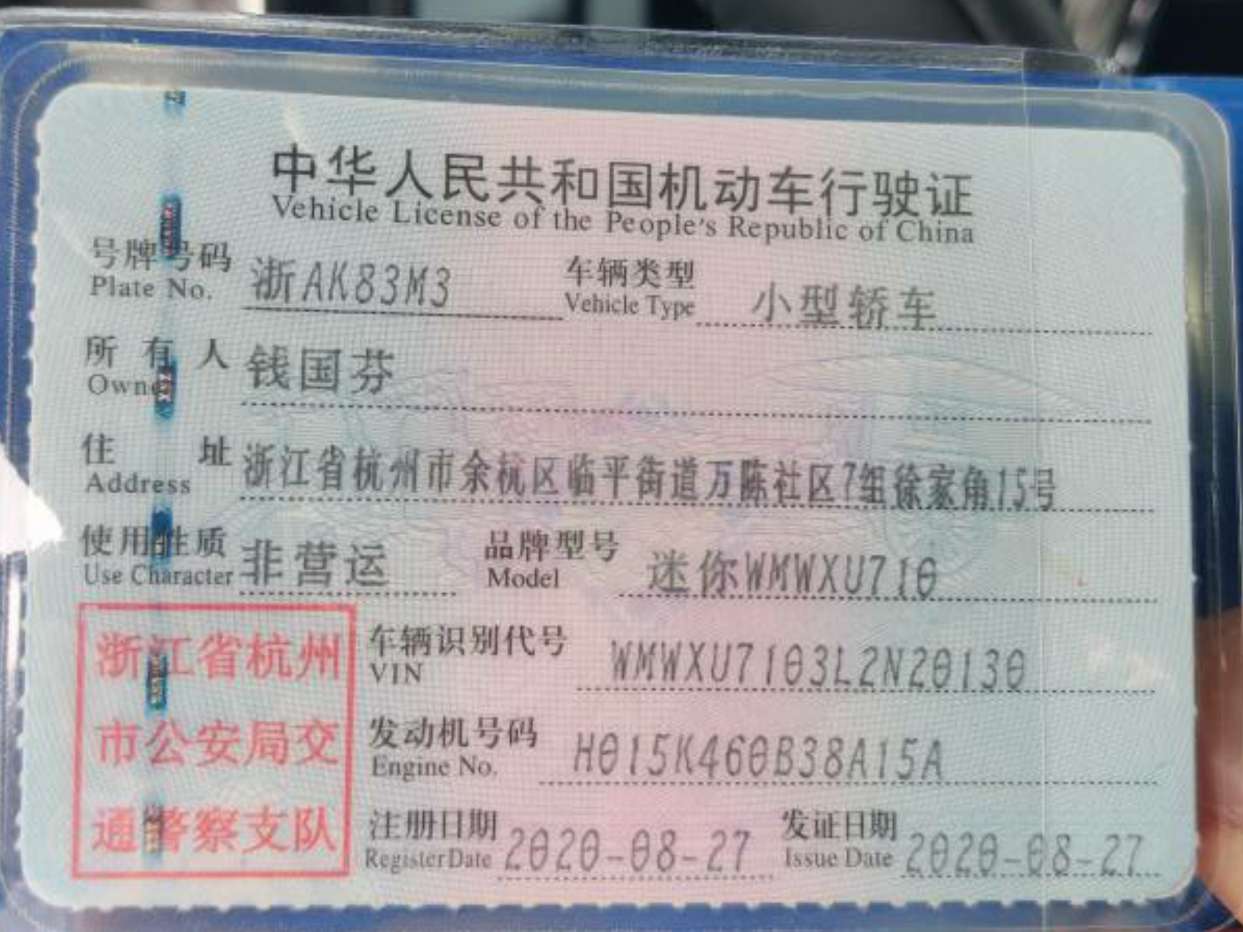 中华人民共和国机动车行驶证
Vehicle License of the People's Republic of China
号牌号码 浙AK83M3 车辆类型 小型轿车
Plate No. Vehicle Type
所有人 钱国芬
Owner
住址 浙江省杭州市余杭区临平街道万陈社区7组徐家角15号
Address
使用性质 非营运 品牌型号 迷你WMWXU710
Use Character Model
浙江省杭州 车辆识别代号 WMWXU7103L2N20130
VIN
市公安局交 发动机号码 H015K460B38A15A
Engine No.
通警察支队 注册日期 2020-08-27 发证日期 2020-08-27
Register Date Issue Date